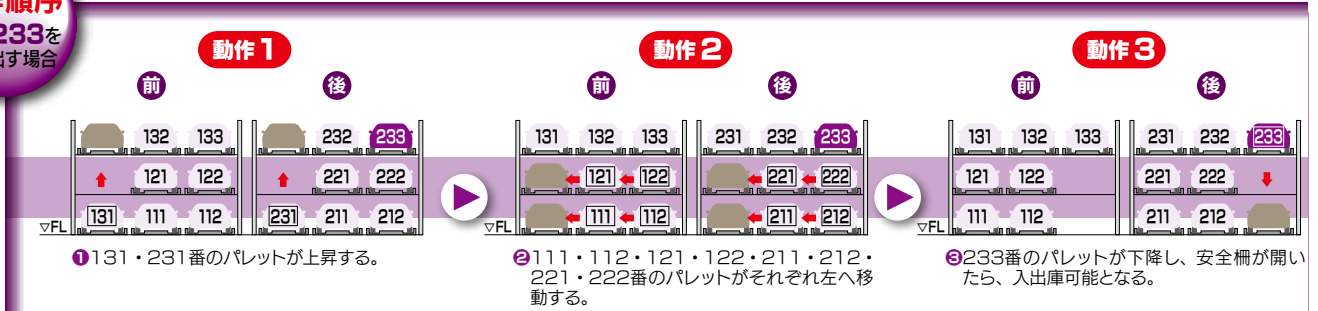 順序
233を
出す場合
動作1
前 後
132 133 232 233
121 122 221 222
131 111 112 231 211 212
▽FL
❶131・231番のパレットが上昇する。
動作2
前 後
131 132 133 231 232 233
121 122 221 222
111 112 211 212
▽FL
❷111・112・121・122・211・212・
221・222番のパレットがそれぞれ左へ移
動する。
動作3
前 後
131 132 133 231 232 233
121 122 221 222
111 112 211 212
▽FL
❸233番のパレットが下降し、安全柵が開い
たら、入出庫可能となる。